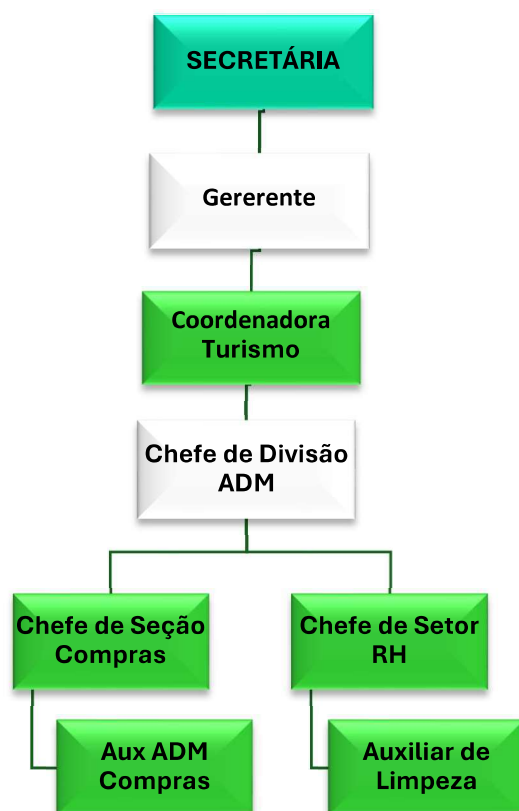 SECRETÁRIA
Gererente
Coordenadora
Turismo
Chefe de Divisão
ADM
Chefe de Seção
Compras
Chefe de Setor
RH
Aux ADM
Compras
Auxiliar de
Limpeza